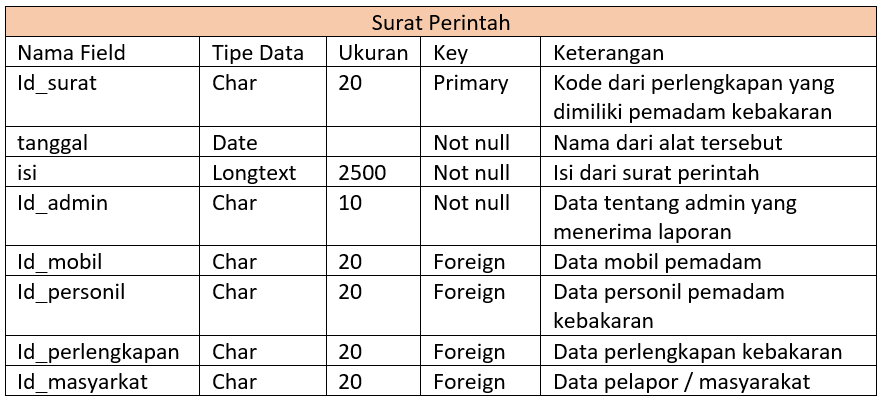 Surat Perintah
Nama Field Tipe Data Ukuran Key Keterangan
Id_surat Char 20 Primary Kode dari perlengkapan yang
dimiliki pemadam kebakaran
tanggal Date Not null Nama dari alat tersebut
isi Longtext 2500 Not null Isi dari surat perintah
Id_admin Char 10 Not null Data tentang admin yang
menerima laporan
Id_mobil Char 20 Foreign Data mobil pemadam
Id_personil Char 20 Foreign Data personil pemadam
kebakaran
Id_perlengkapan Char 20 Foreign Data perlengkapan kebakaran
Id_masyarkat Char 20 Foreign Data pelapor / masyarakat